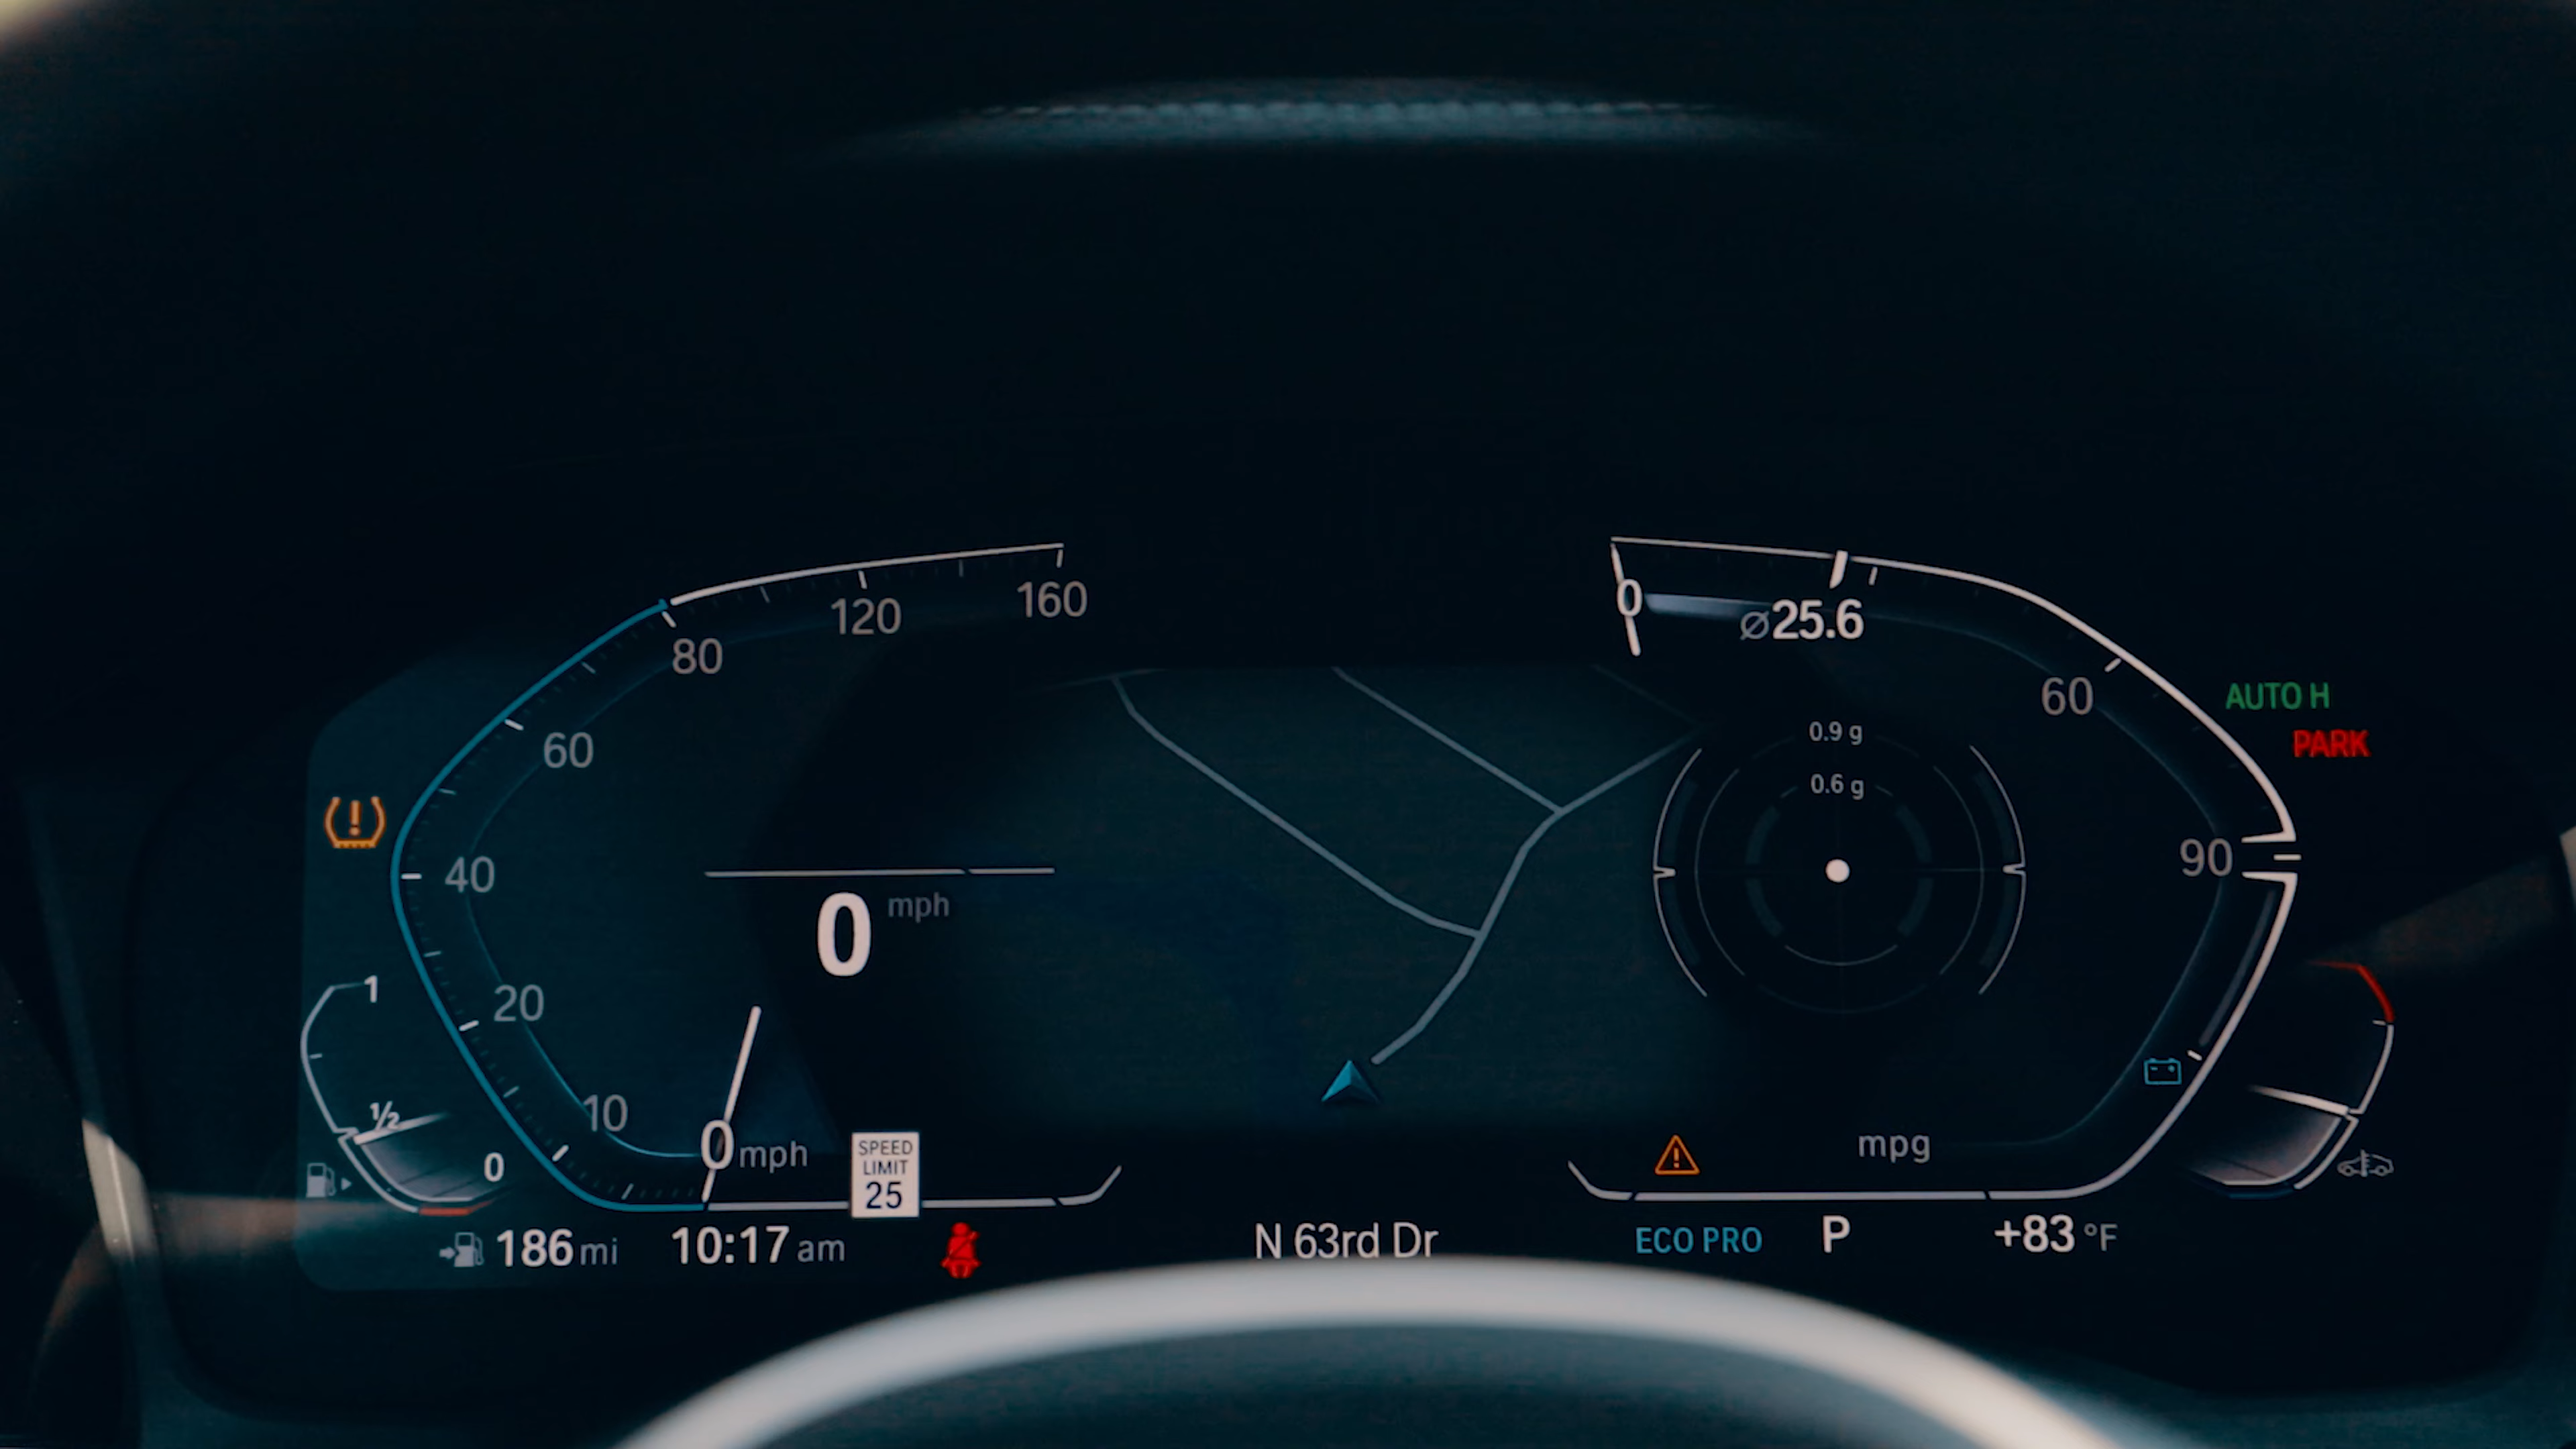 160
120
80
60
40
20
10
0 mph
0 mph
1
1/2
0
SPEED
LIMIT
25
186 mi
10:17 am
N 63rd Dr
0
⌀25.6
60
90
0.9 g
0.6 g
mpg
AUTO H
PARK
ECO PRO
P
+83 °F